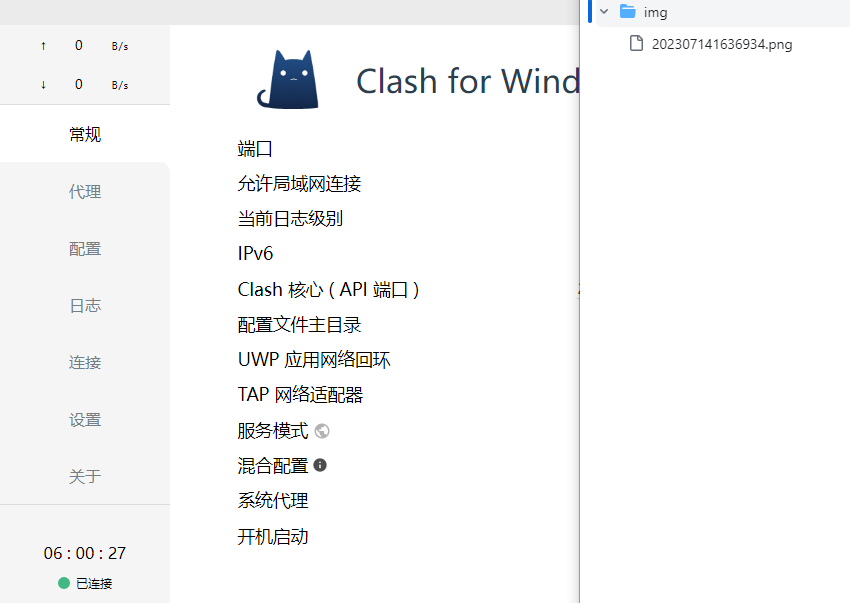 ↑ 0 B/s
↓ 0 B/s
常规
代理
配置
日志
连接
设置
关于
06 : 00 : 27
已连接
Clash for Wind
端口
允许局域网连接
当前日志级别
IPv6
Clash 核心 ( API 端口 )
配置文件主目录
UWP 应用网络回环
TAP 网络适配器
服务模式
混合配置
系统代理
开机启动
img
202307141636934.png